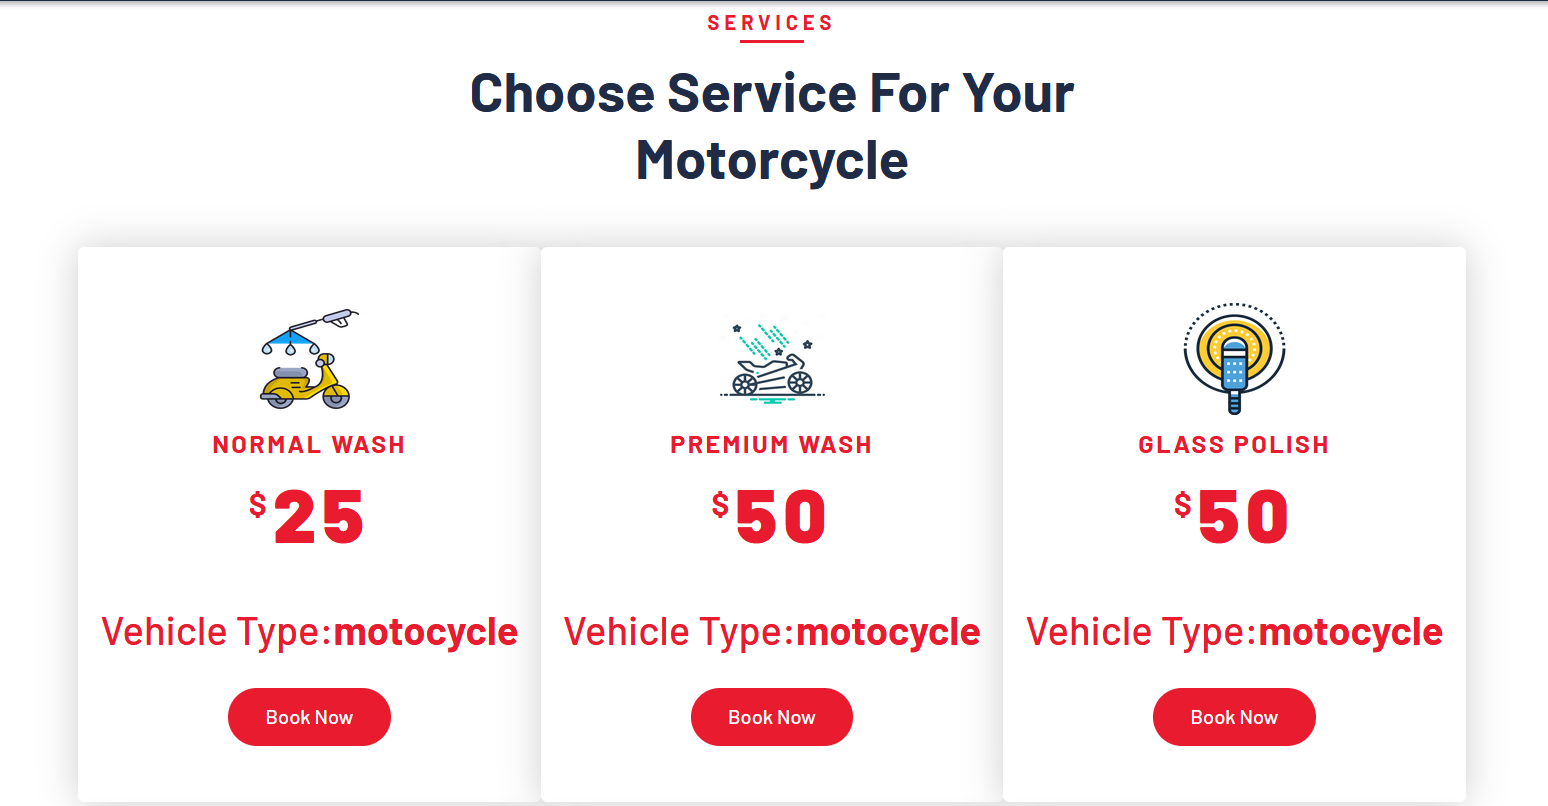 SERVICES
Choose Service For Your
Motorcycle
NORMAL WASH
$25
Vehicle Type:motocycle
Book Now
PREMIUM WASH
$50
Vehicle Type:motocycle
Book Now
GLASS POLISH
$50
Vehicle Type:motocycle
Book Now